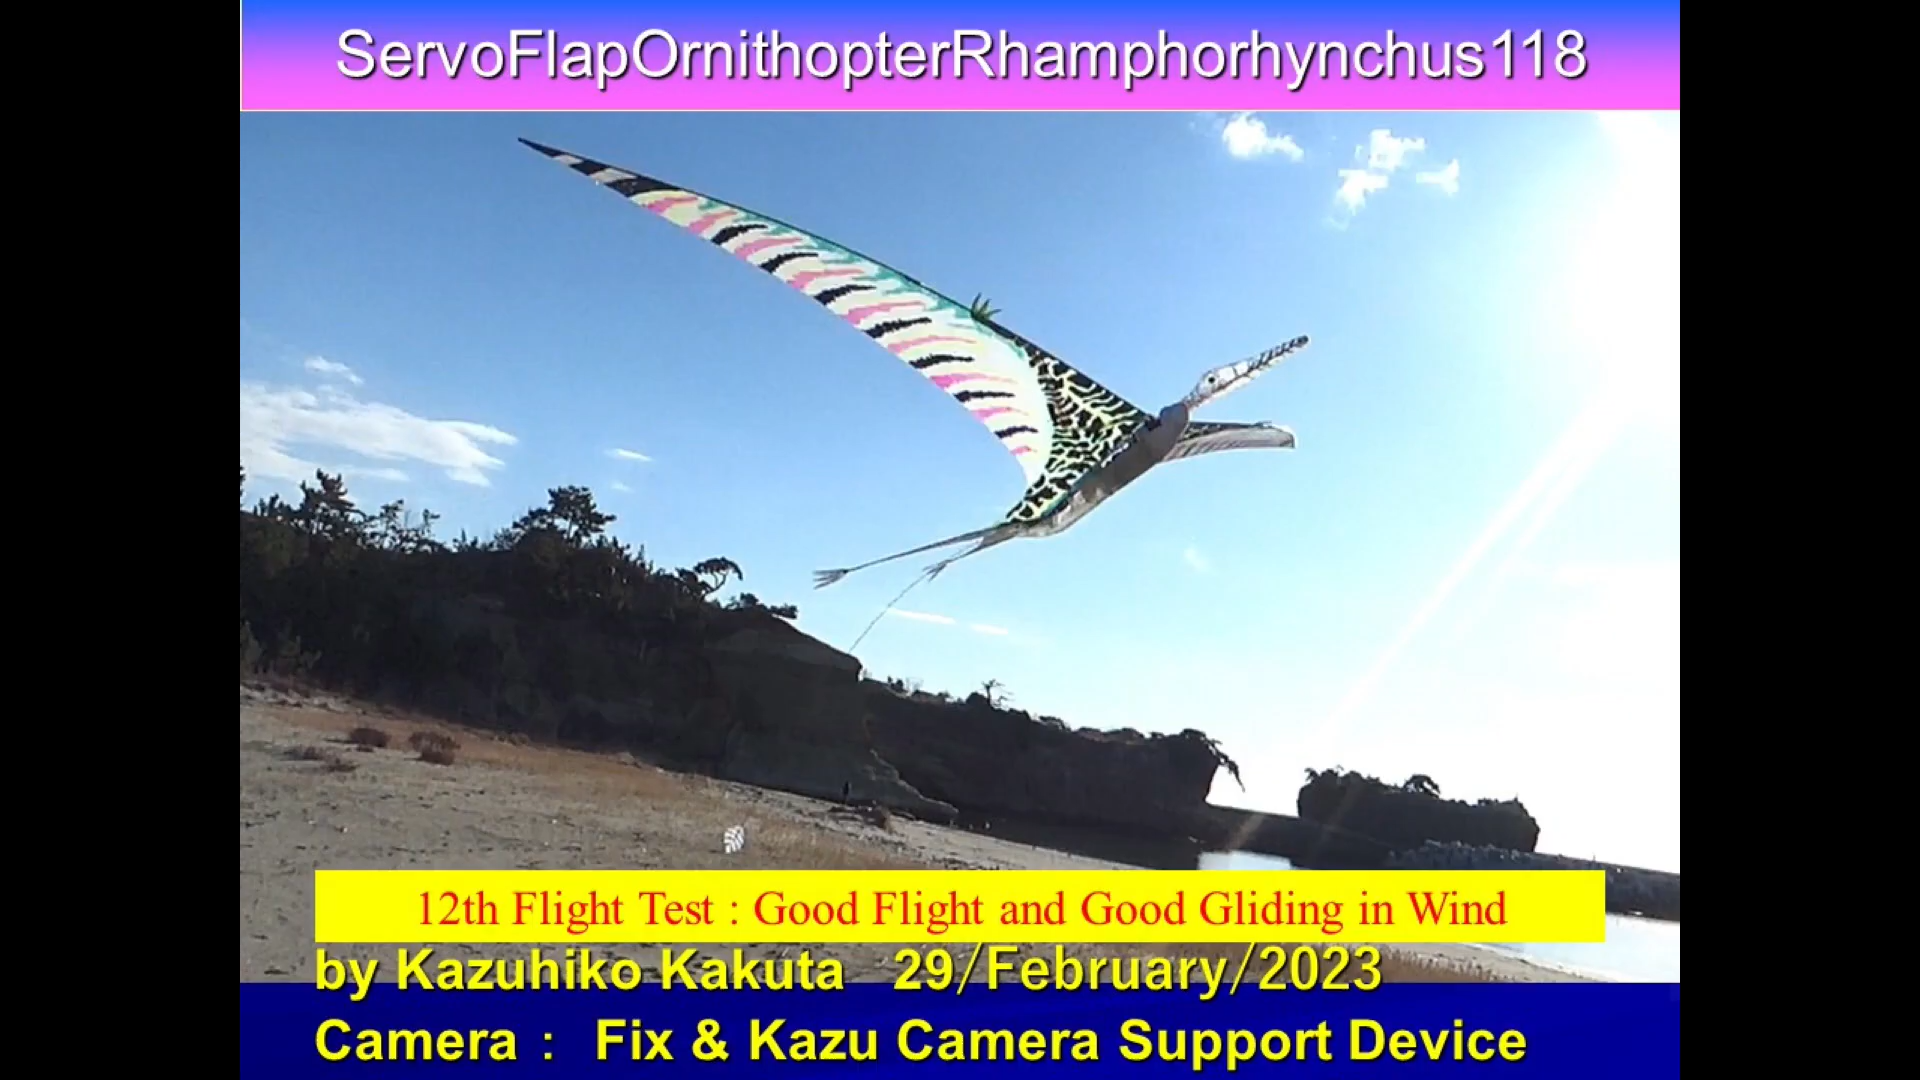 ServoFlapOrnithopterRhamphorhynchus118
12th Flight Test : Good Flight and Good Gliding in Wind
by Kazuhiko Kakuta 29/February/2023
Camera : Fix & Kazu Camera Support Device